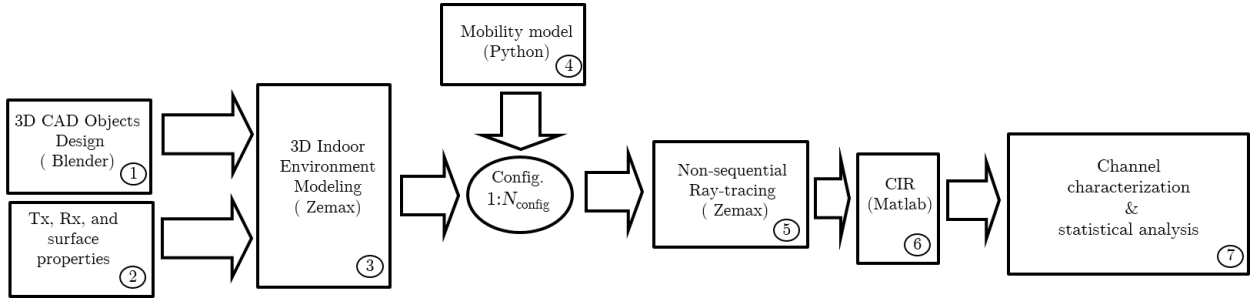 3D CAD Objects
Design
( Blender)
1
Tx, Rx, and
surface
properties
2
3D Indoor
Environment
Modeling
( Zemax)
3
Mobility model
(Python)
4
Config.
1:N_config
Non-sequential
Ray-tracing
( Zemax)
5
CIR
(Matlab)
6
Channel
characterization
&
statistical analysis
7